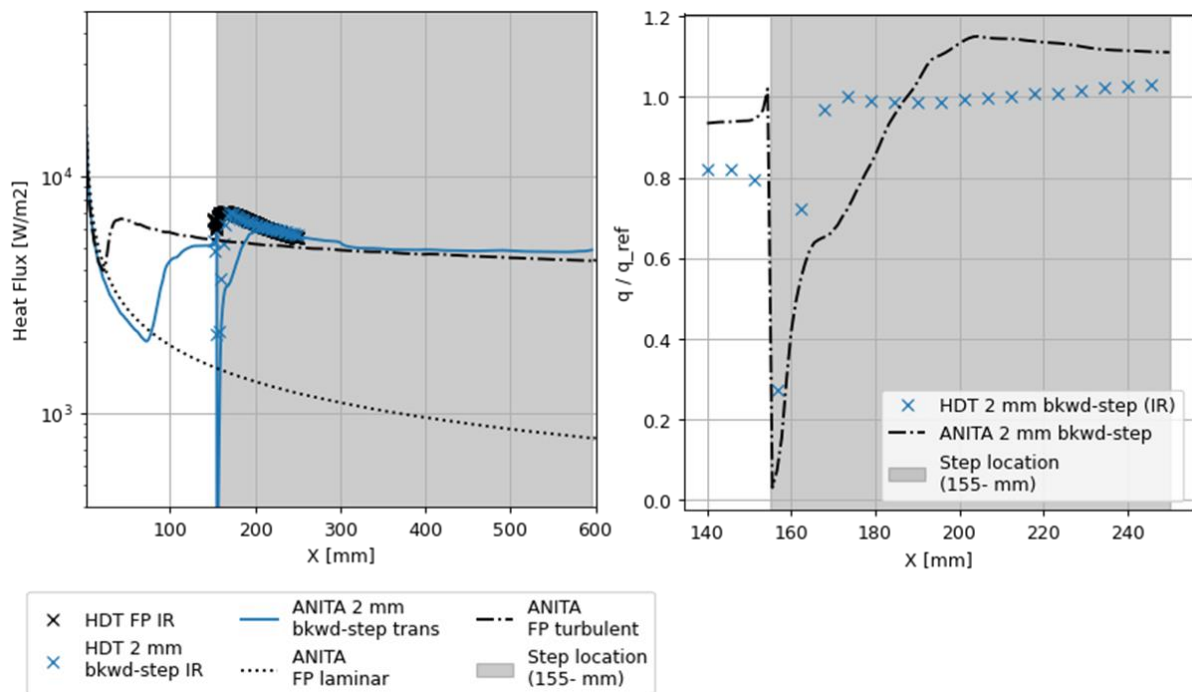 Heat Flux [W/m2]
10^4
10^3
100
200
300
400
500
600
X [mm]
q / q_ref
1.2
1.0
0.8
0.6
0.4
0.2
0.0
HDT 2 mm bkwd-step (IR)
ANITA 2 mm bkwd-step
Step location
(155- mm)
140
160
180
200
220
240
X [mm]
HDT FP IR
HDT 2 mm
bkwd-step IR
ANITA 2 mm
bkwd-step trans
ANITA
FP laminar
ANITA
FP turbulent
Step location
(155- mm)